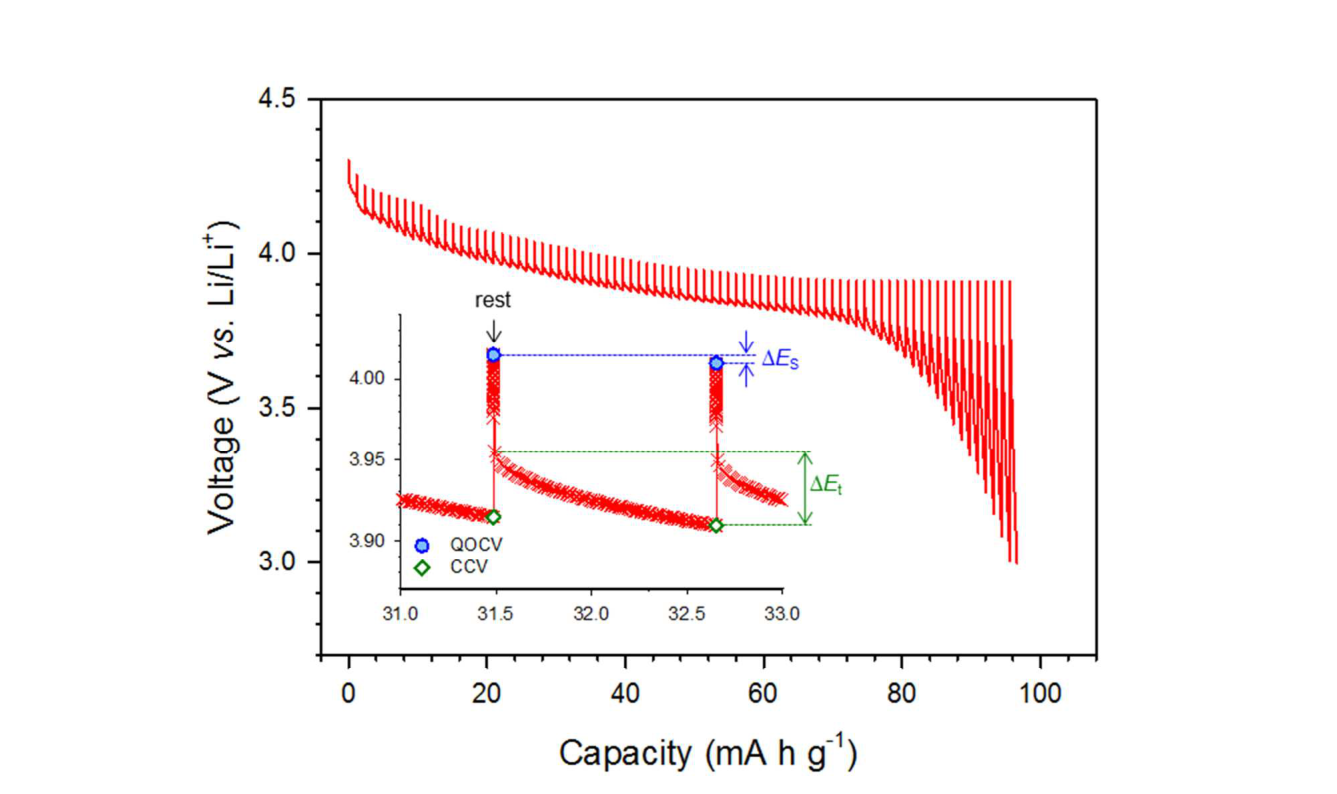 4.5
4.0
3.5
3.0
Voltage (V vs. Li/Li⁺)
rest
ΔE_S
4.00
3.95
ΔE_t
3.90
QOCV
CCV
31.0 31.5 32.0 32.5 33.0
0 20 40 60 80 100
Capacity (mA h g⁻¹)